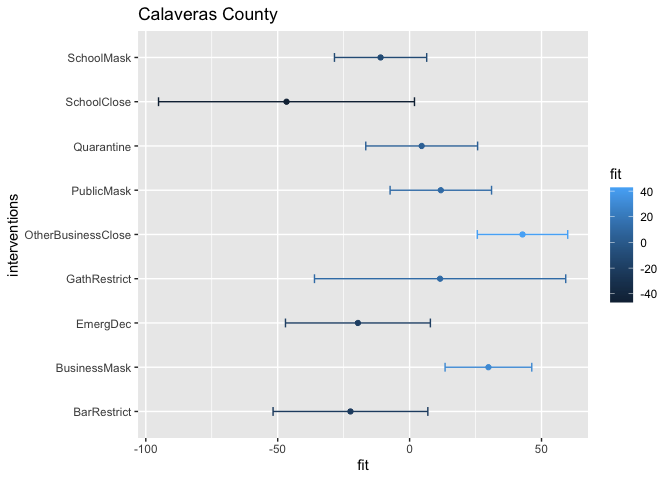 Calaveras County
interventions
SchoolMask
SchoolClose
Quarantine
PublicMask
OtherBusinessClose
GathRestrict
EmergDec
BusinessMask
BarRestrict
-100
-50
0
50
fit
fit
40
20
0
-20
-40